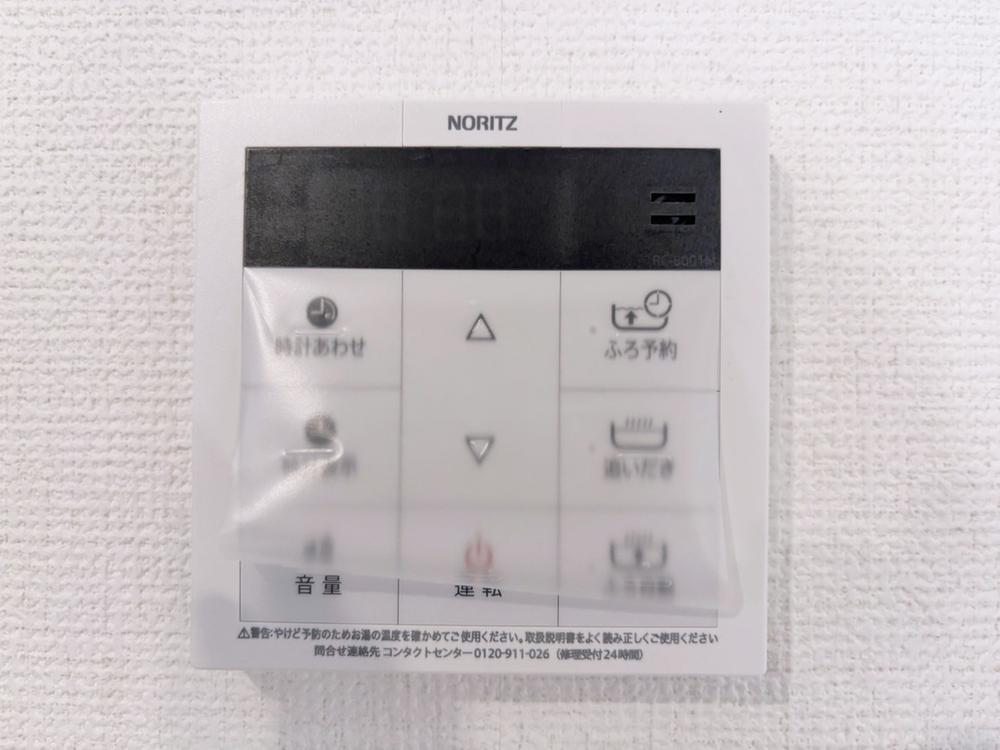 NORITZ
時計あわせ
ふろ予約
追いだき
音量
運転
⚠警告:やけど予防のためお湯の温度を確かめてご使用ください。取扱説明書をよく読み正しくご使用ください
問合せ連絡先 コンタクトセンター0120-911-026（修理受付24時間）